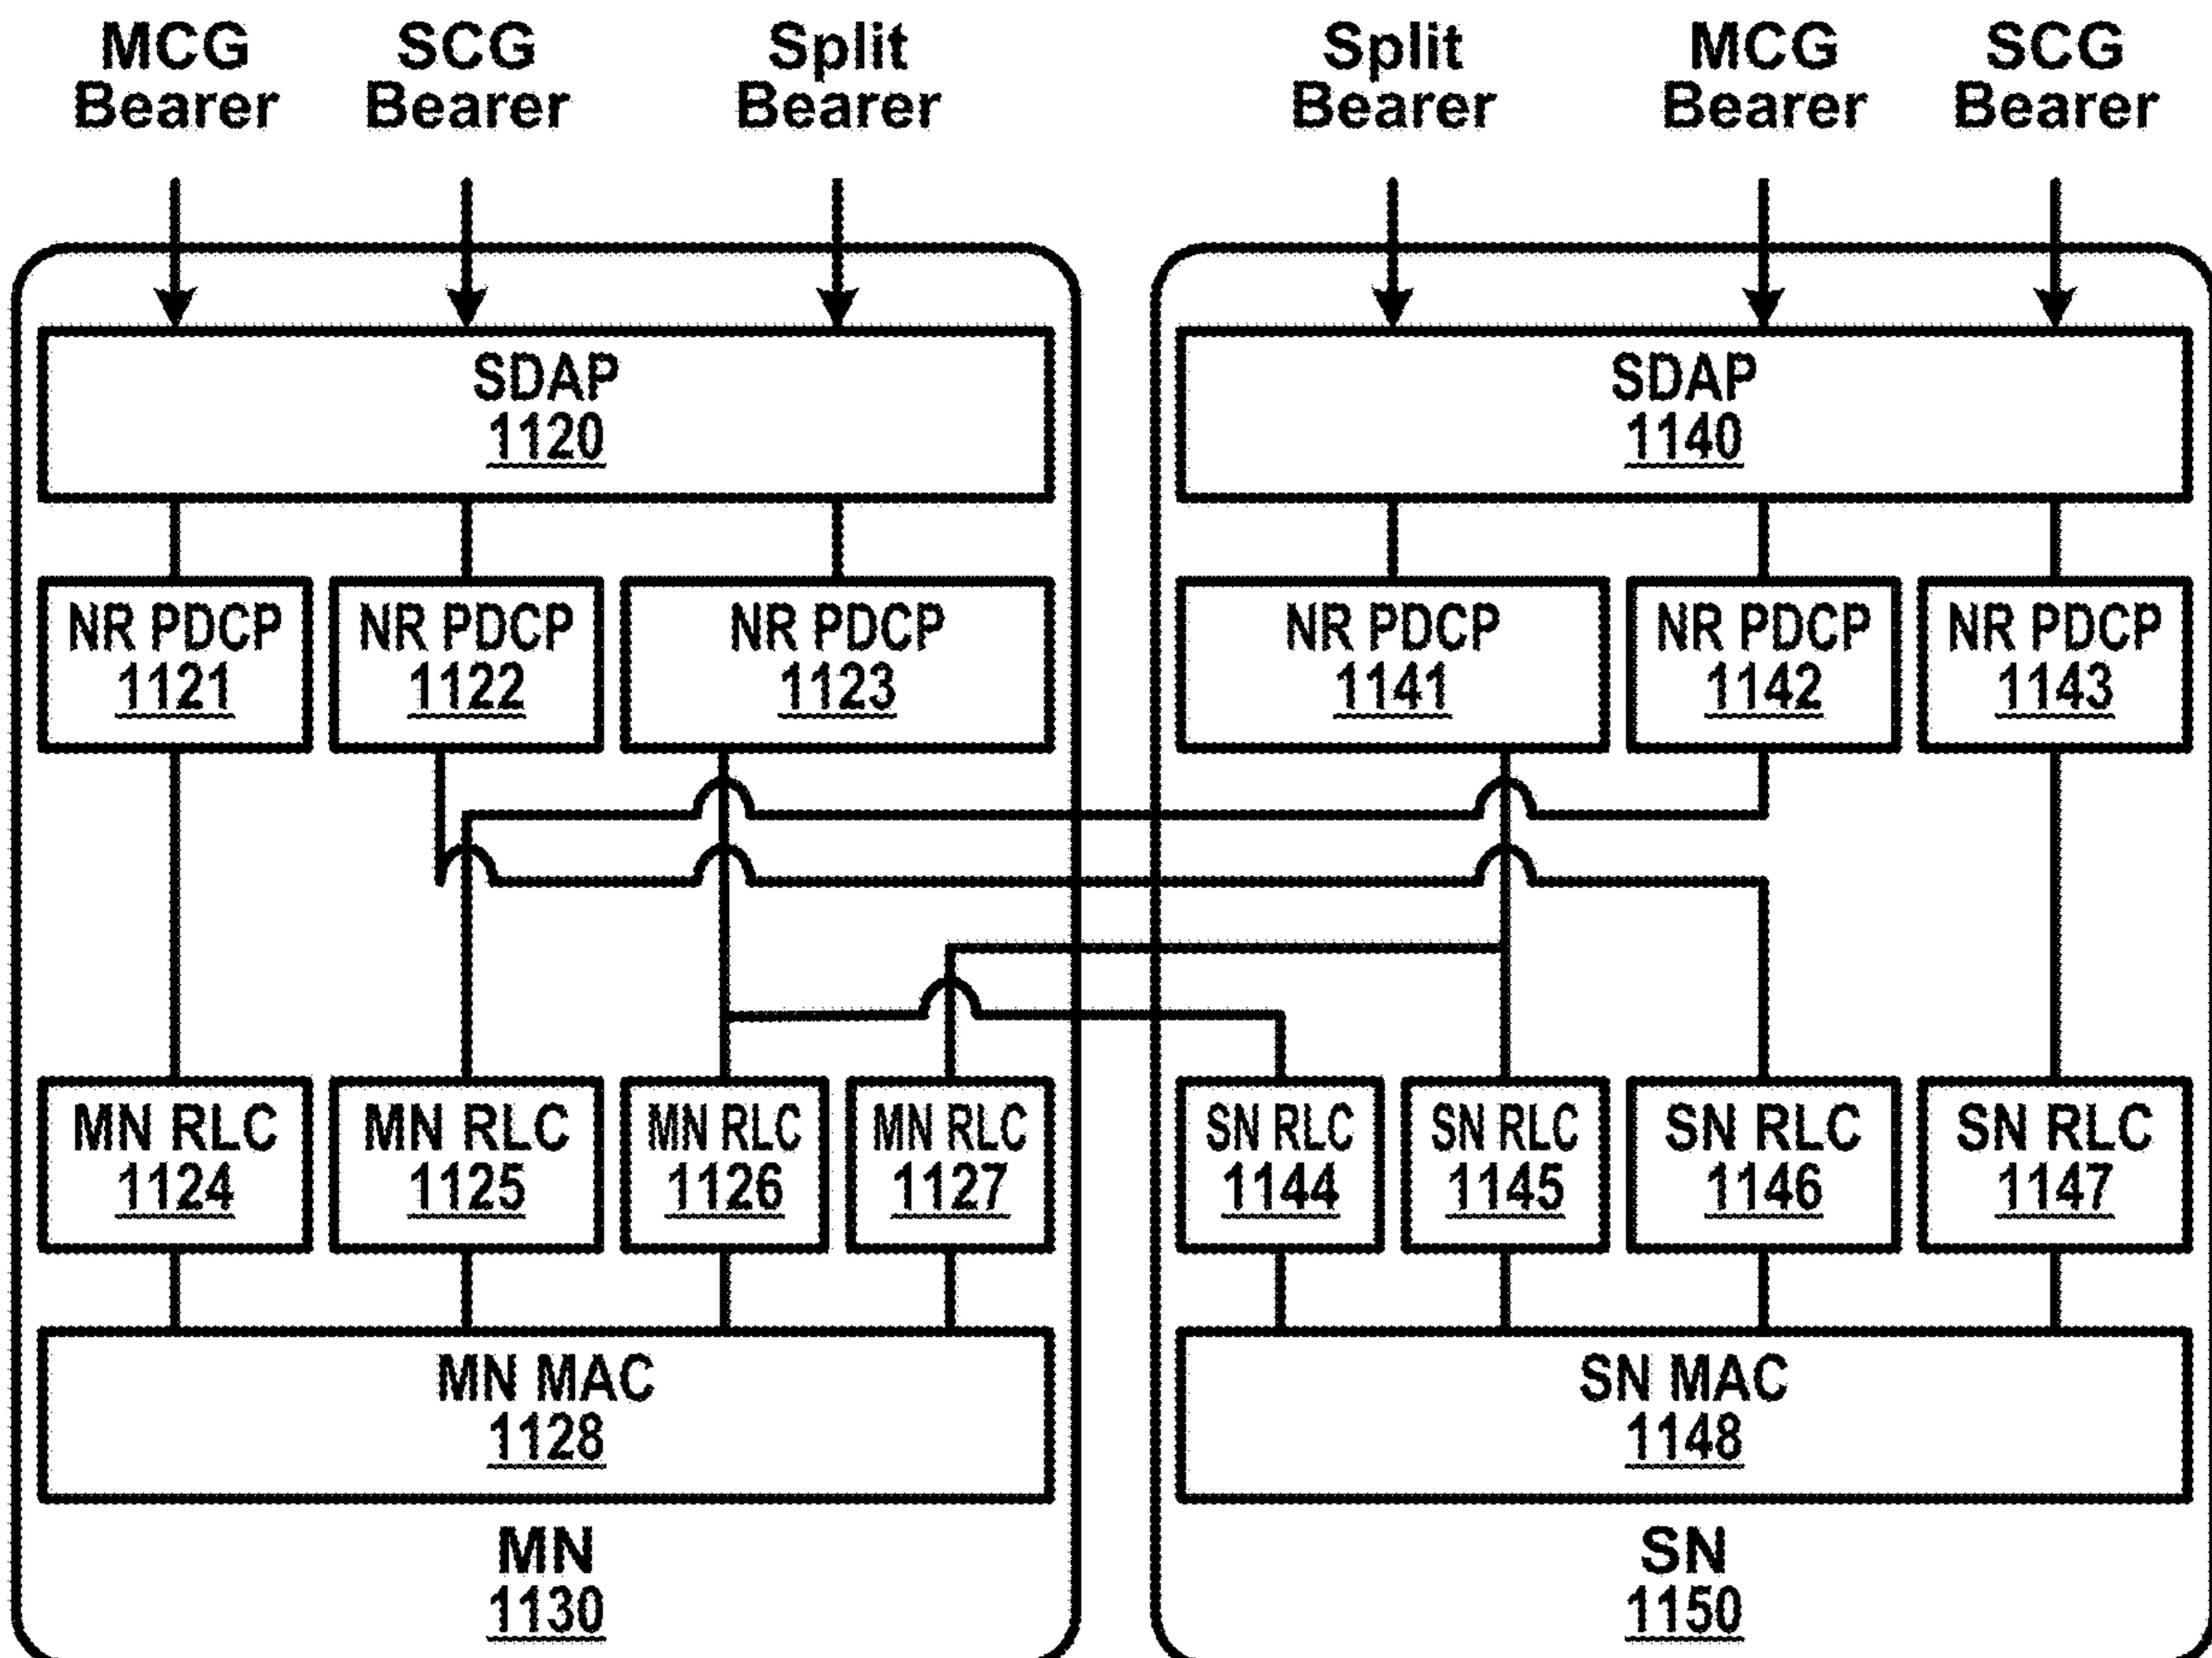 MCG
Bearer
SCG
Bearer
Split
Bearer
Split
Bearer
MCG
Bearer
SCG
Bearer
SDAP
1120
SDAP
1140
NR PDCP
1121
NR PDCP
1122
NR PDCP
1123
NR PDCP
1141
NR PDCP
1142
NR PDCP
1143
MN RLC
1124
MN RLC
1125
MN RLC
1126
MN RLC
1127
SN RLC
1144
SN RLC
1145
SN RLC
1146
SN RLC
1147
MN MAC
1128
SN MAC
1148
MN
1130
SN
1150